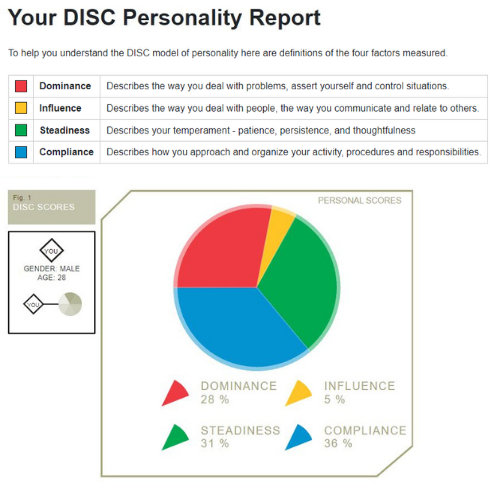 Your DISC Personality Report
To help you understand the DISC model of personality here are definitions of the four factors measured.
Dominance Describes the way you deal with problems, assert yourself and control situations.
Influence Describes the way you deal with people, the way you communicate and relate to others.
Steadiness Describes your temperament - patience, persistence, and thoughtfulness
Compliance Describes how you approach and organize your activity, procedures and responsibilities.
Fig. 1
DISC SCORES
YOU
GENDER: MALE
AGE: 28
YOU
PERSONAL SCORES
DOMINANCE
28 %
INFLUENCE
5 %
STEADINESS
31 %
COMPLIANCE
36 %